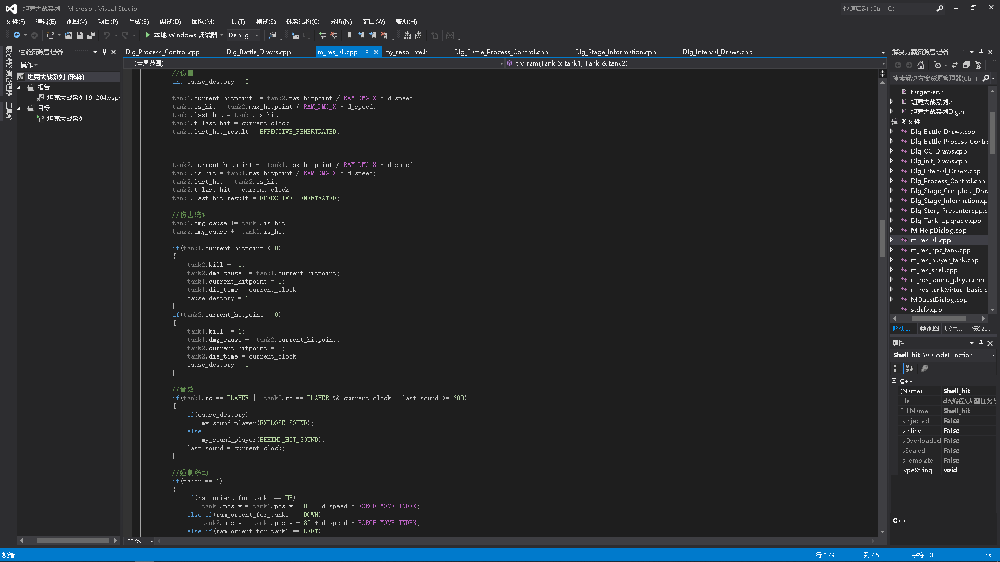 坦克大战系列 - Microsoft Visual Studio
快速启动 (Ctrl+Q)
文件(F) 编辑(E) 视图(V) 项目(P) 生成(B) 调试(D) 团队(M) 工具(T) 测试(S) 体系结构(C) 分析(N) 窗口(W) 帮助(H)
本地 Windows 调试器 Debug
服务器资源管理器
工具箱
性能资源管理器
操作
坦克大战系列 (采样)
报告
坦克大战系列191204.vsp
目标
坦克大战系列
Dlg_Process_Control.cpp Dlg_Battle_Draws.cpp m_res_all.cpp my_resource.h Dlg_Battle_Process_Control.cpp Dlg_Stage_Information.cpp Dlg_Interval_Draws.cpp
(全局范围) try_ram(Tank & tank1, Tank & tank2)
//伤害
int cause_destory = 0;
tank1.current_hitpoint -= tank2.max_hitpoint / RAM_DMG_X * d_speed;
tank1.is_hit = tank2.max_hitpoint / RAM_DMG_X * d_speed;
tank1.last_hit = tank1.is_hit;
tank1.t_last_hit = current_clock;
tank1.last_hit_result = EFFECTIVE_PENERTRATED;
tank2.current_hitpoint -= tank1.max_hitpoint / RAM_DMG_X * d_speed;
tank2.is_hit = tank1.max_hitpoint / RAM_DMG_X * d_speed;
tank2.last_hit = tank2.is_hit;
tank2.t_last_hit = current_clock;
tank2.last_hit_result = EFFECTIVE_PENERTRATED;
//伤害统计
tank1.dmg_cause += tank2.is_hit;
tank2.dmg_cause += tank1.is_hit;
if(tank1.current_hitpoint < 0)
{
tank2.kill += 1;
tank2.dmg_cause += tank1.current_hitpoint;
tank1.current_hitpoint = 0;
tank1.die_time = current_clock;
cause_destory = 1;
}
if(tank2.current_hitpoint < 0)
{
tank1.kill += 1;
tank1.dmg_cause += tank2.current_hitpoint;
tank2.current_hitpoint = 0;
tank2.die_time = current_clock;
cause_destory = 1;
}
//音效
if(tank1.rc == PLAYER || tank2.rc == PLAYER && current_clock - last_sound >= 600)
{
if(cause_destory)
my_sound_player(EXPLOSE_SOUND);
else
my_sound_player(BEHIND_HIT_SOUND);
last_sound = current_clock;
}
//强制移动
if(major == 1)
{
if(ram_orient_for_tank1 == UP)
tank2.pos_y = tank1.pos_y - 80 - d_speed * FORCE_MOVE_INDEX;
else if(ram_orient_for_tank1 == DOWN)
tank2.pos_y = tank1.pos_y + 80 + d_speed * FORCE_MOVE_INDEX;
else if(ram_orient_for_tank1 == LEFT)
100 %
解决方案资源管理器
搜索解决方案资源管理器(Ctrl+
targetver.h
坦克大战系列.h
坦克大战系列Dlg.h
源文件
Dlg_Battle_Draws.cpp
Dlg_Battle_Process_Contr
Dlg_CG_Draws.cpp
Dlg_init_Draws.cpp
Dlg_Interval_Draws.cpp
Dlg_Process_Control.cpp
Dlg_Stage_Complete_Drav
Dlg_Stage_Information.cp
Dlg_Story_Presentorcpp.c
Dlg_Tank_Upgrade.cpp
M_HelpDialog.cpp
m_res_all.cpp
m_res_npc_tank.cpp
m_res_player_tank.cpp
m_res_shell.cpp
m_res_sound_player.cpp
m_res_tank(virtual basic c
MQuestDialog.cpp
stdafx.cpp
解决... 类视图 属性... 资源...
属性
Shell_hit VCCodeFunction
C++
(Name) Shell_hit
File d:\编程\大型任务与
FullName Shell_hit
IsInjected False
IsInline False
IsOverloaded False
IsSealed False
IsTemplate False
TypeString void
C++
就绪 行 179 列 45 字符 33 Ins